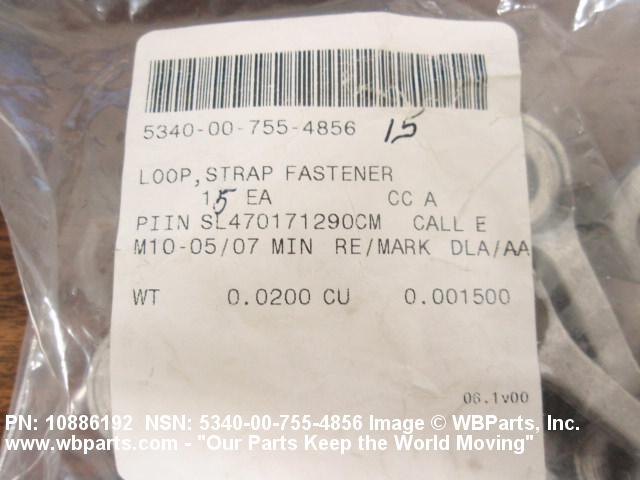 5340-00-755-4856 15
LOOP,STRAP FASTENER
15 EA CC A
PIIN SL470171290CM CALL E
M10-05/07 MIN RE/MARK DLA/AA
WT 0.0200 CU 0.001500
06.1v00
PN: 10886192 NSN: 5340-00-755-4856 Image © WBParts, Inc.
www.wbparts.com - "Our Parts Keep the World Moving"